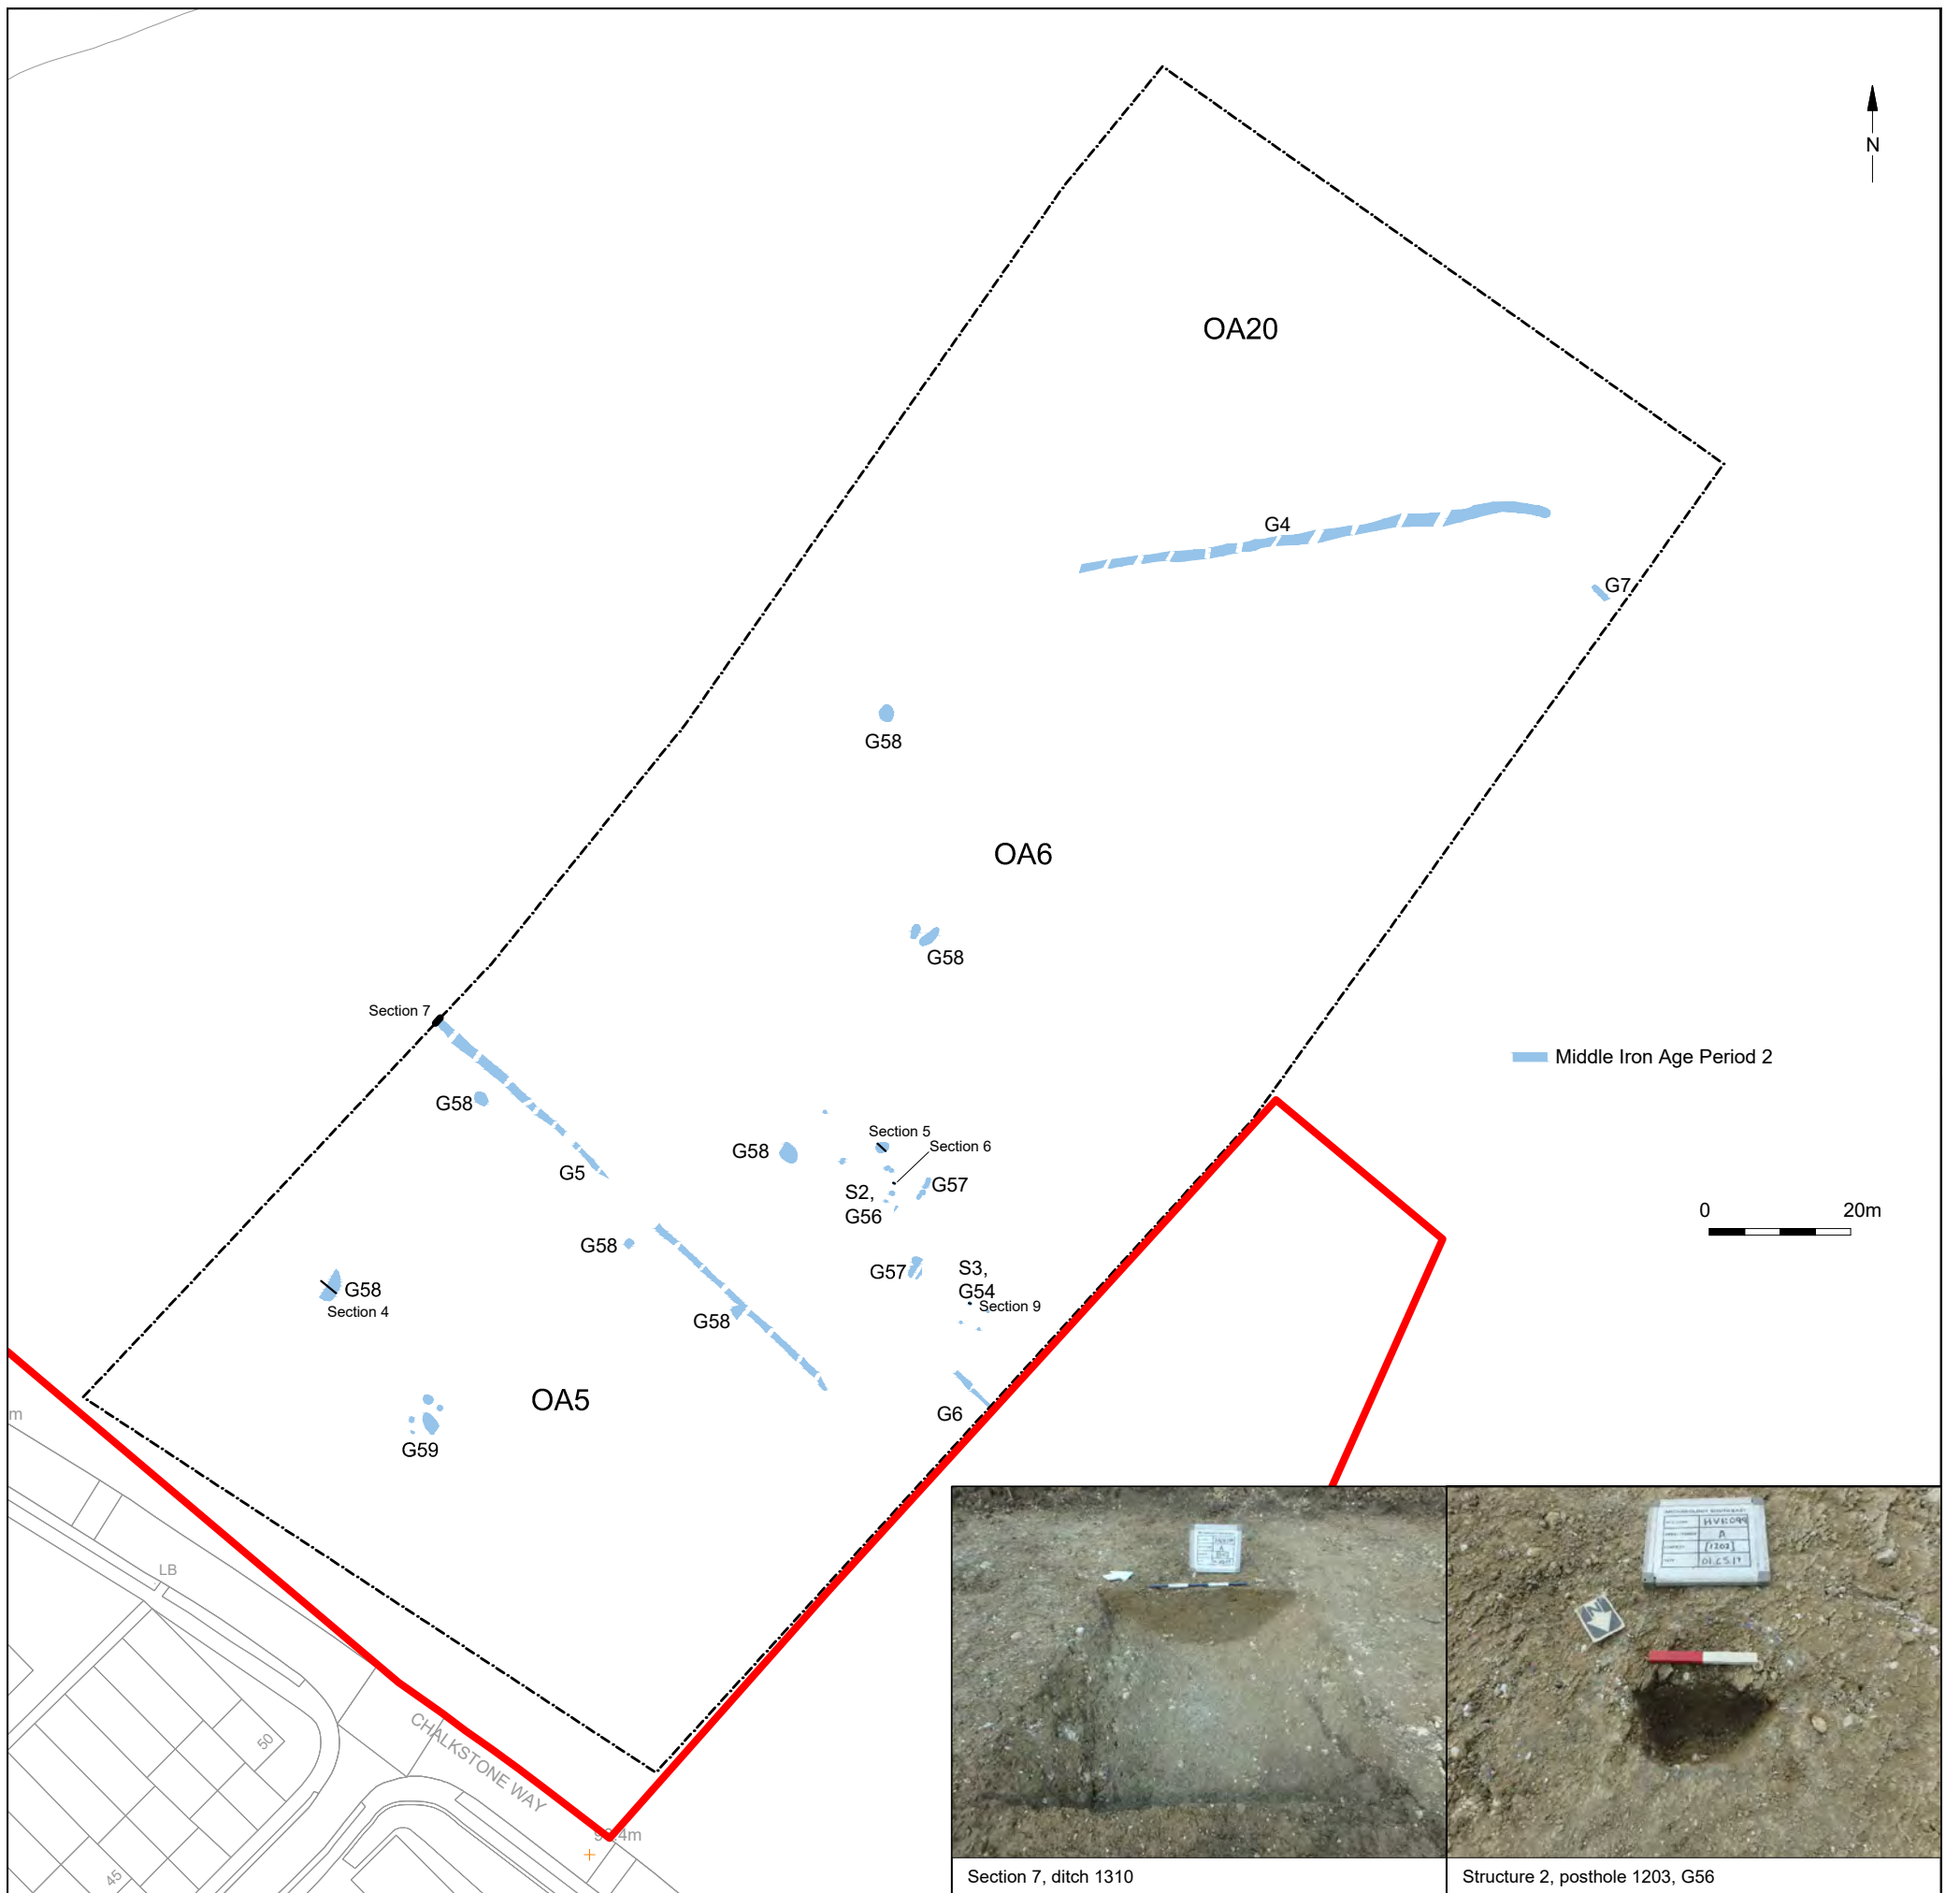 N
OA20
G4
G7
G58
OA6
G58
Section 7
Middle Iron Age Period 2
G58
G58
Section 5
Section 6
G5
S2,
G56
G57
0 20m
G58
G57
S3,
G54
Section 9
G58
Section 4
G58
OA5
G6
G59
m
LB
50
CHALKSTONE WAY
45
HVH099
A
[1202]
N
Section 7, ditch 1310
Structure 2, posthole 1203, G56